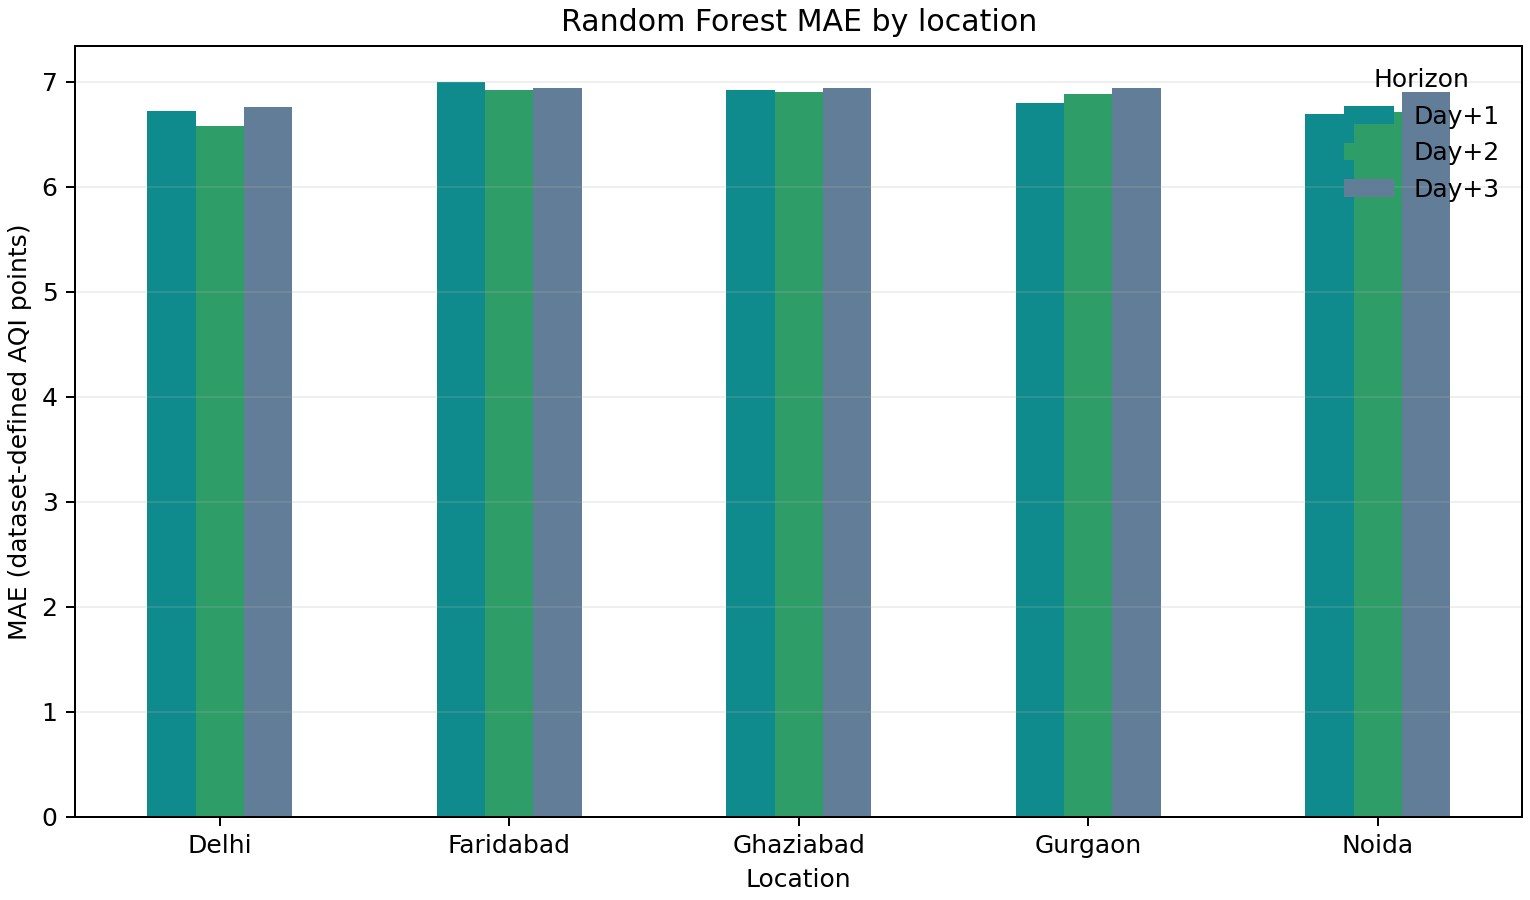 Random Forest MAE by location
MAE (dataset-defined AQI points)
7
6
5
4
3
2
1
0
Horizon
Day+1
Day+2
Day+3
Delhi
Faridabad
Ghaziabad
Gurgaon
Noida
Location